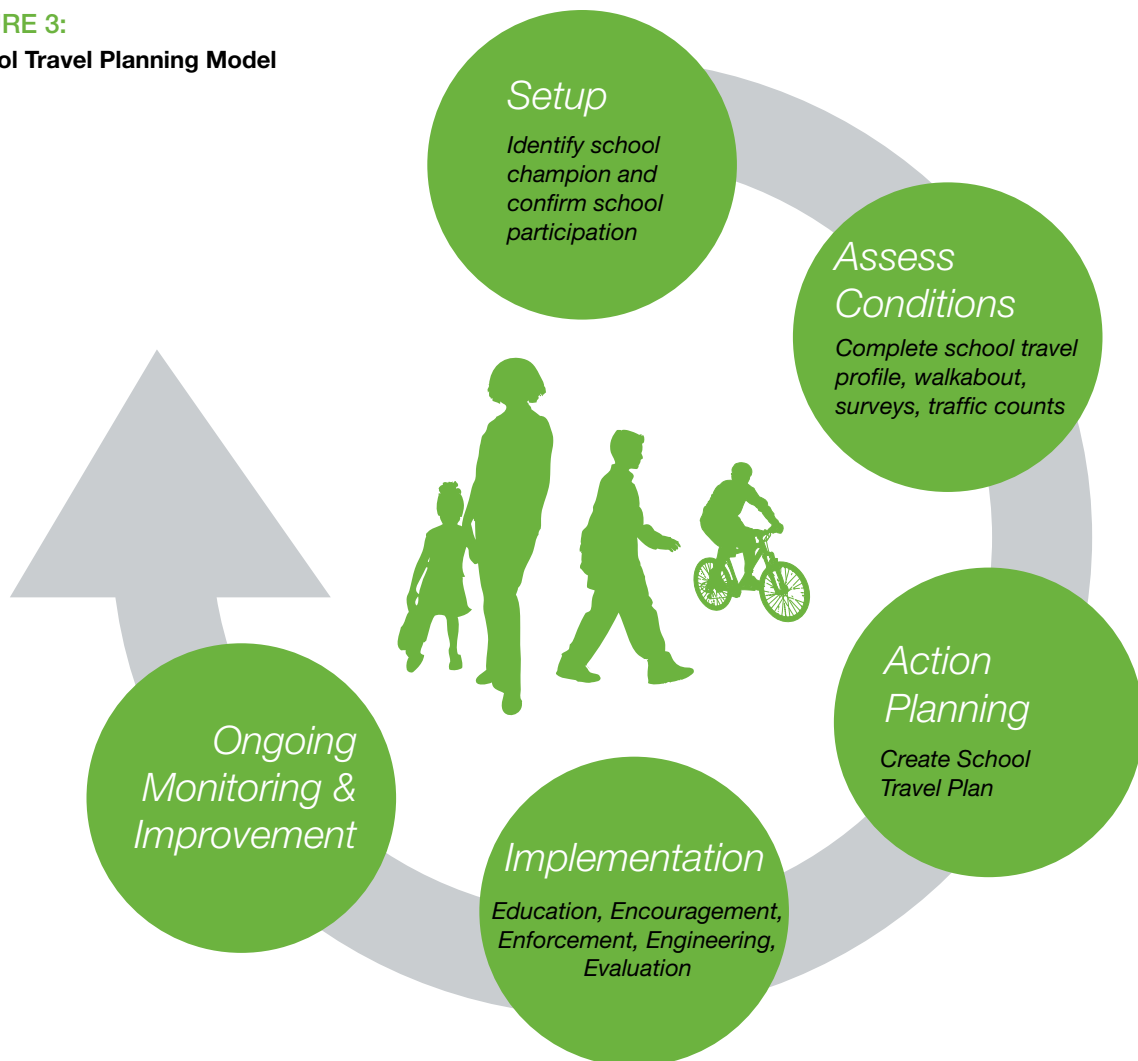 RE 3:
ol Travel Planning Model
Setup
Identify school
champion and
confirm school
participation
Assess
Conditions
Complete school travel
profile, walkabout,
surveys, traffic counts
Action
Planning
Create School
Travel Plan
Implementation
Education, Encouragement,
Enforcement, Engineering,
Evaluation
Ongoing
Monitoring &
Improvement